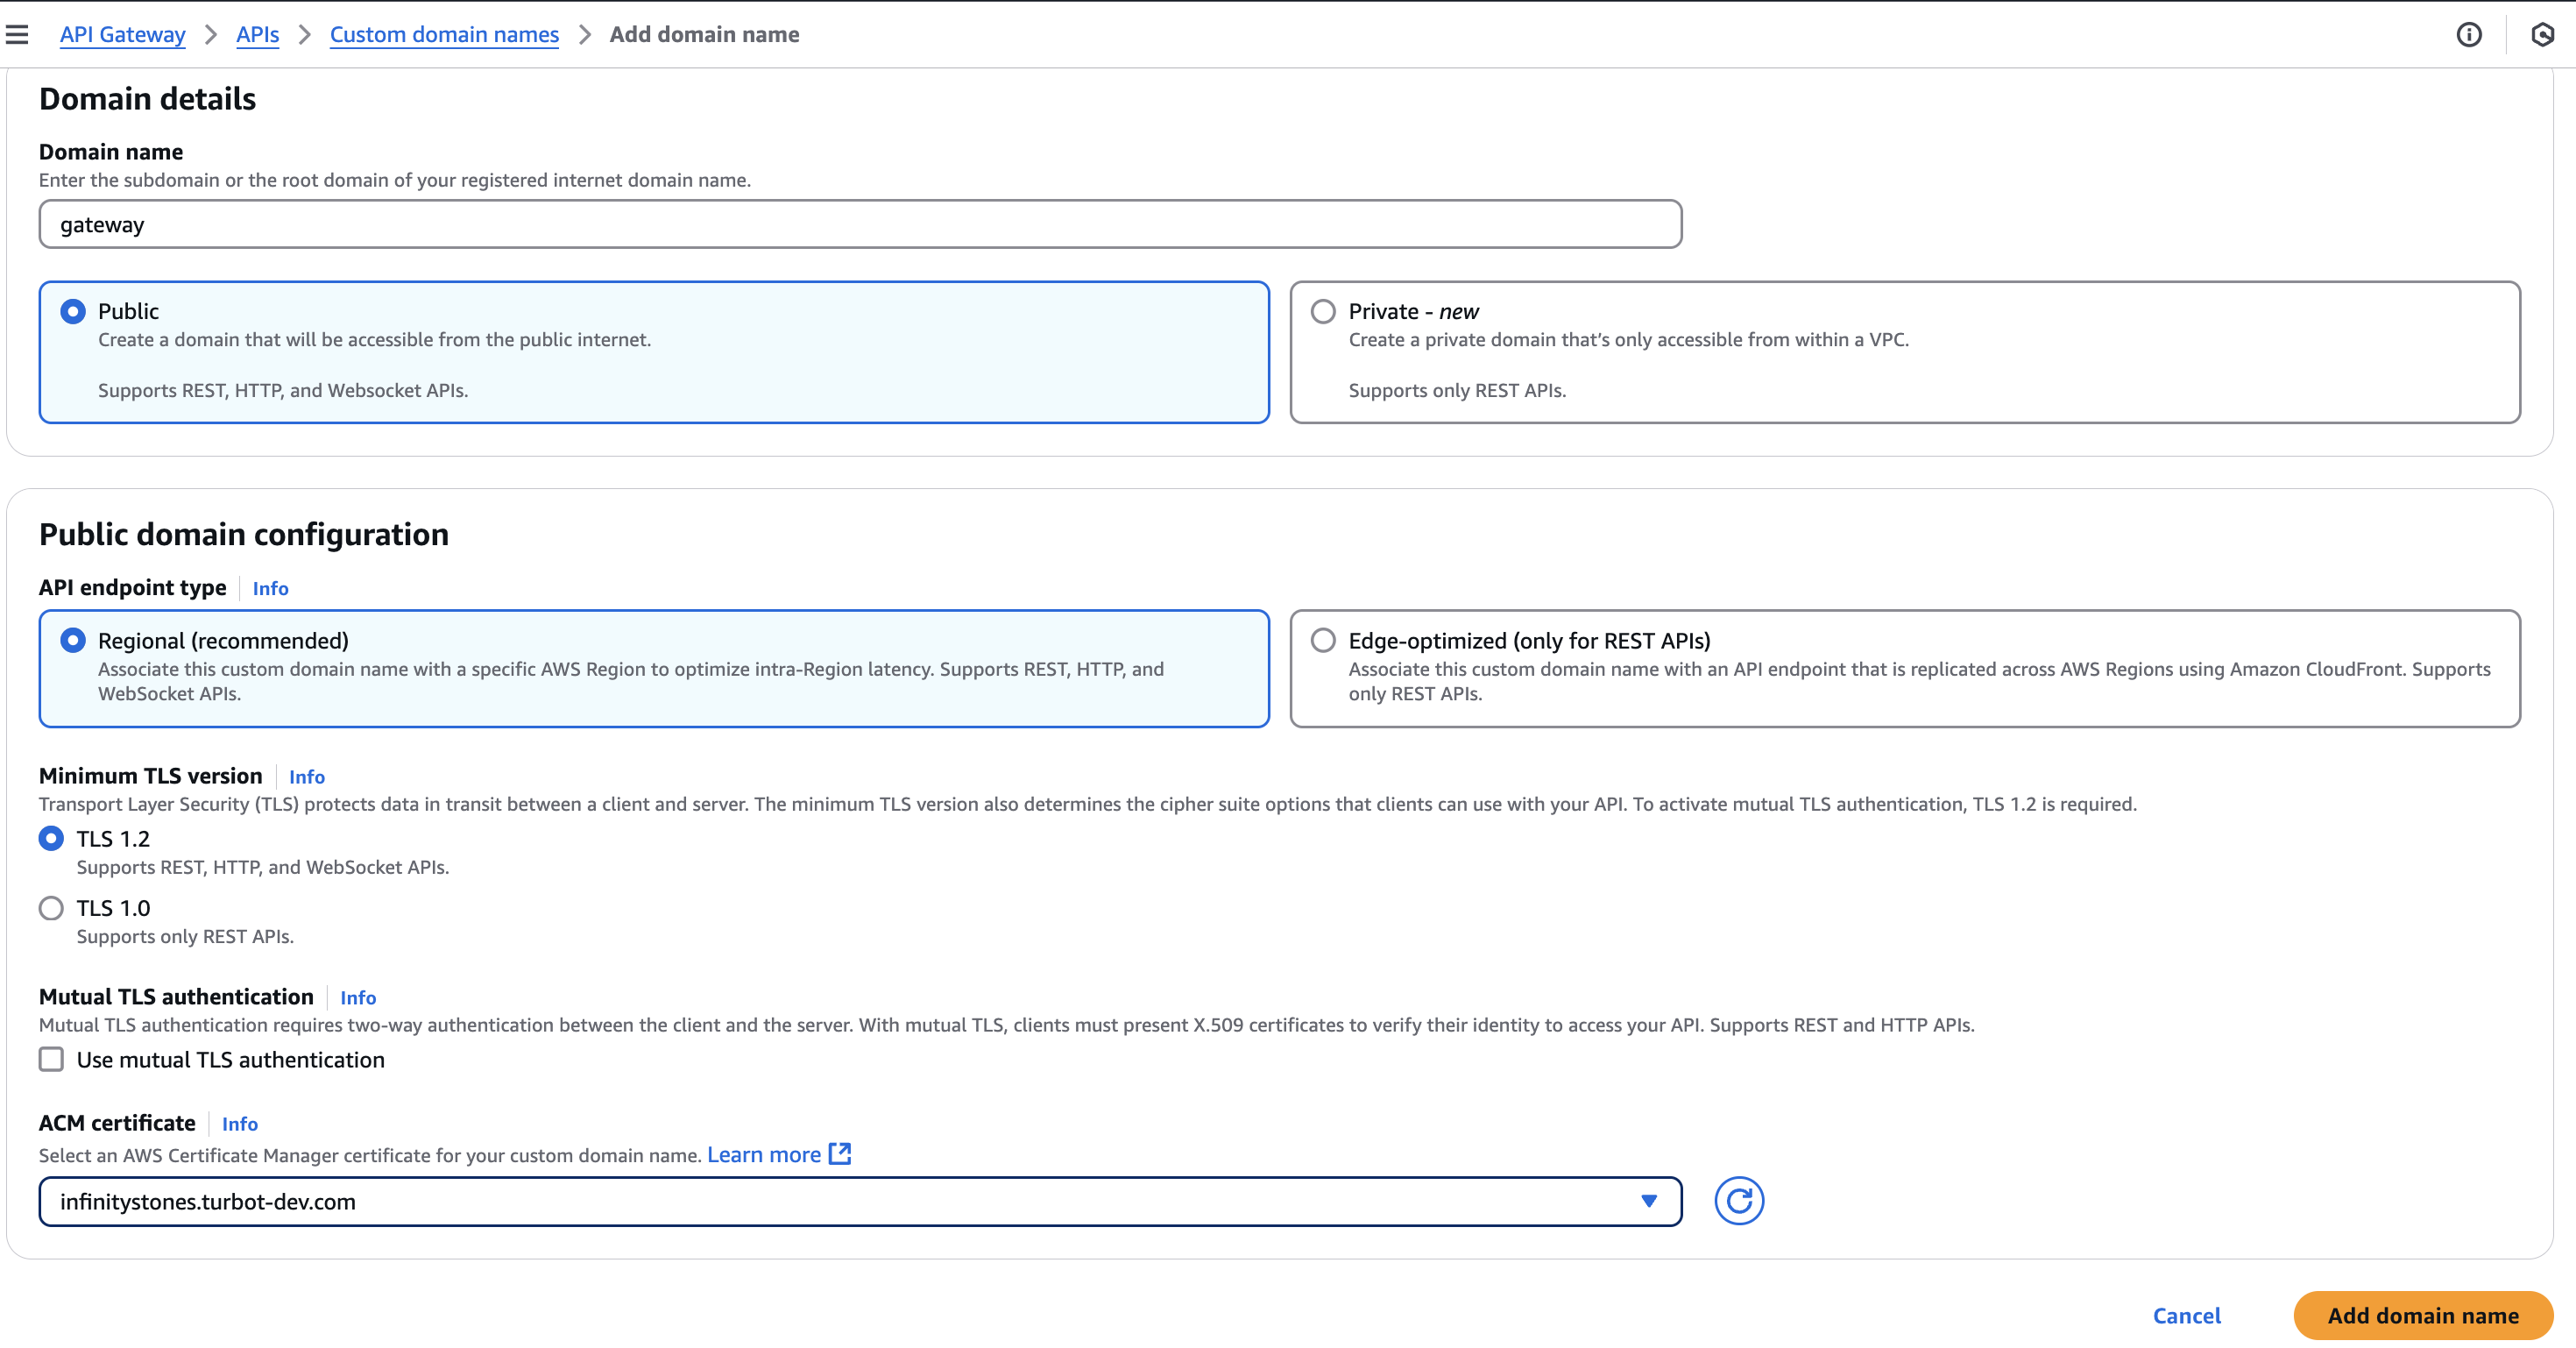 API Gateway > APIs > Custom domain names > Add domain name
Domain details
Domain name
Enter the subdomain or the root domain of your registered internet domain name.
gateway
Public
Create a domain that will be accessible from the public internet.
Supports REST, HTTP, and Websocket APIs.
Private - new
Create a private domain that's only accessible from within a VPC.
Supports only REST APIs.
Public domain configuration
API endpoint type Info
Regional (recommended)
Associate this custom domain name with a specific AWS Region to optimize intra-Region latency. Supports REST, HTTP, and
WebSocket APIs.
Edge-optimized (only for REST APIs)
Associate this custom domain name with an API endpoint that is replicated across AWS Regions using Amazon CloudFront. Supports
only REST APIs.
Minimum TLS version Info
Transport Layer Security (TLS) protects data in transit between a client and server. The minimum TLS version also determines the cipher suite options that clients can use with your API. To activate mutual TLS authentication, TLS 1.2 is required.
TLS 1.2
Supports REST, HTTP, and WebSocket APIs.
TLS 1.0
Supports only REST APIs.
Mutual TLS authentication Info
Mutual TLS authentication requires two-way authentication between the client and the server. With mutual TLS, clients must present X.509 certificates to verify their identity to access your API. Supports REST and HTTP APIs.
Use mutual TLS authentication
ACM certificate Info
Select an AWS Certificate Manager certificate for your custom domain name. Learn more
infinitystones.turbot-dev.com
Cancel
Add domain name